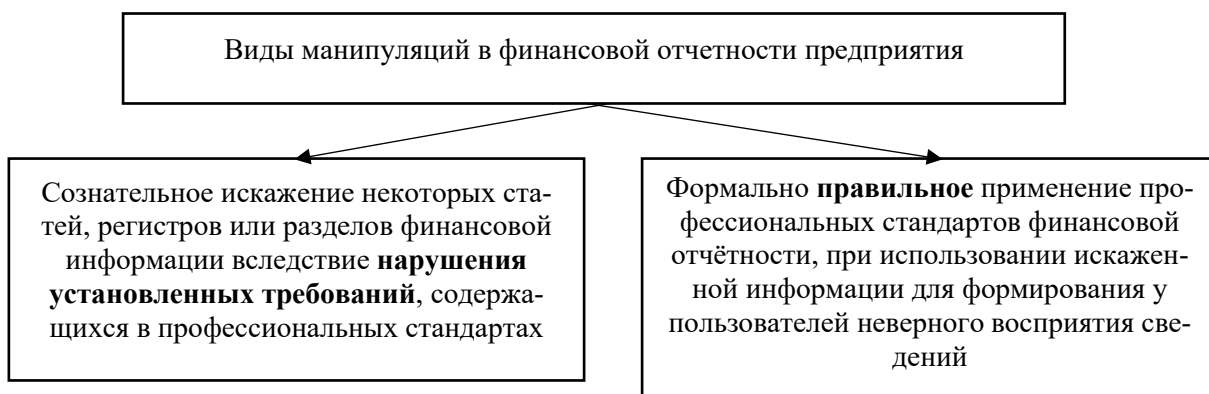 Виды манипуляций в финансовой отчетности предприятия
Сознательное искажение некоторых ста-
тей, регистров или разделов финансовой
информации вследствие нарушения
установленных требований, содержа-
щихся в профессиональных стандартах
Формально правильное применение про-
фессиональных стандартов финансовой
отчётности, при использовании искажен-
ной информации для формирования у
пользователей неверного восприятия све-
дений